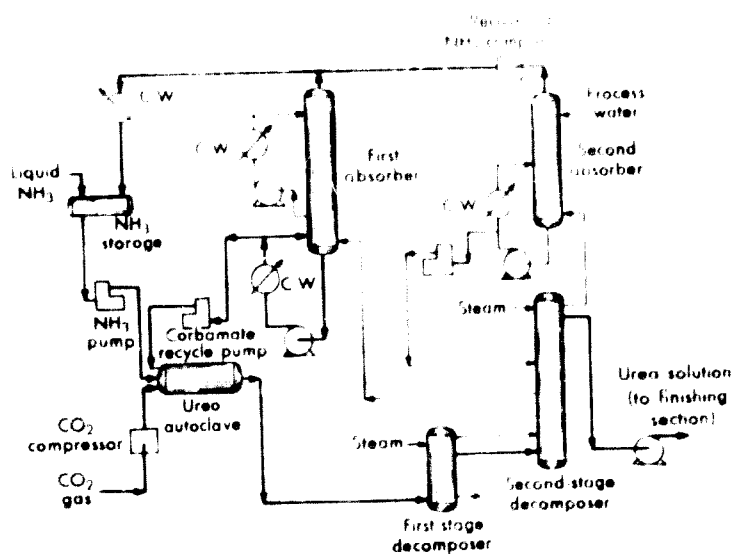 C W
Process
water
C W
First
absorber
Second
absorber
Liquid
NH3
NH3
storage
C W
C W
NH3
pump
Carbamate
recycle pump
Steam
Urea
autoclave
Urea solution
(to finishing
section)
CO2
compressor
Steam
CO2
gas
Second-stage
decomposer
First stage
decomposer